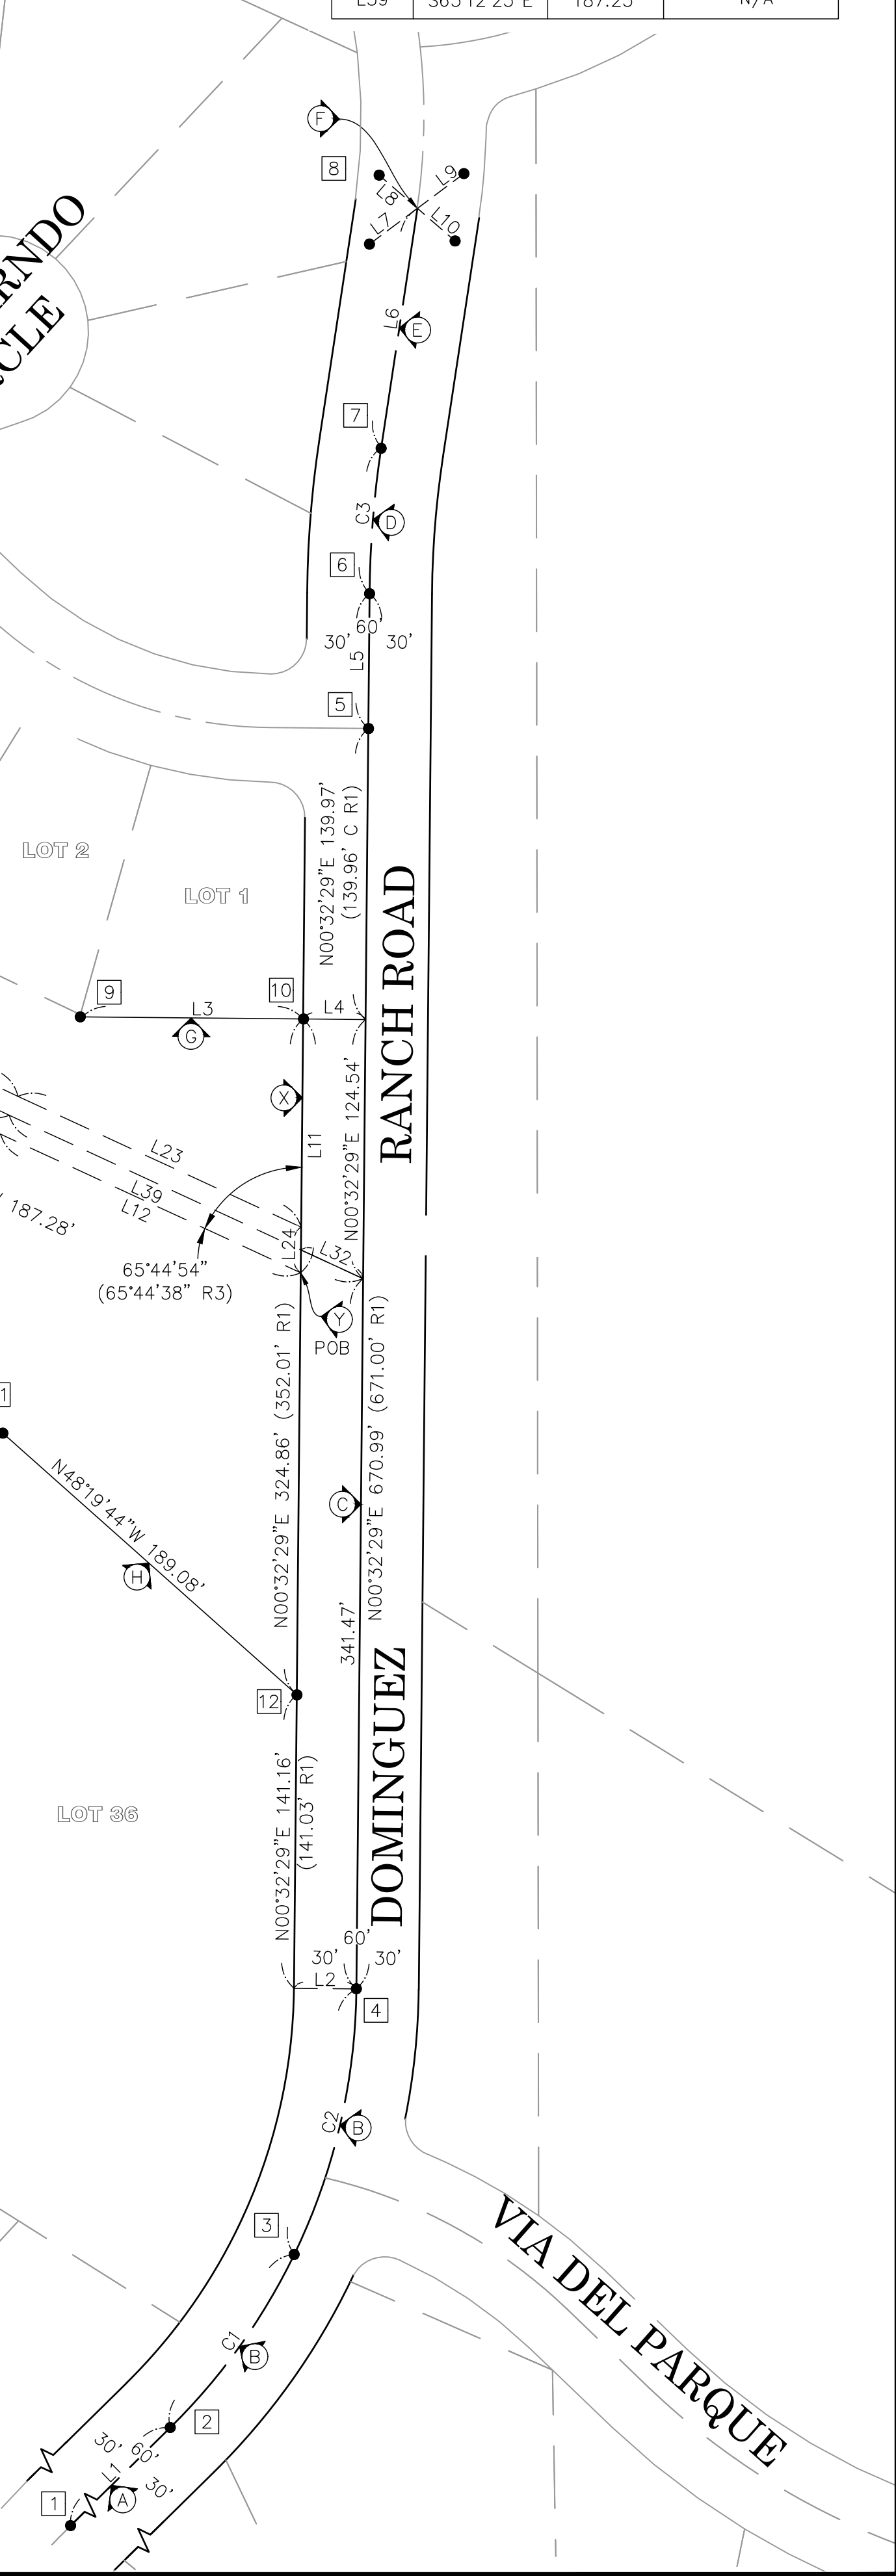 L39 S65°12'23"E 187.25' N/A
F
8
L9
L8
L7
L10
RNDO
CLE
L6
E
7
C3
D
6
60'
30' 30'
L5
5
N00°32'29"E 139.97'
(139.96' C R1)
LOT 2
LOT 1
RANCH ROAD
9
10
L3
L4
G
X
N00°32'29"E 124.54'
L11
L23
L39
L12
187.28'
L24
L32
65°44'54"
(65°44'38" R3)
Y
POB
N00°32'29"E 324.86' (352.01' R1)
N00°32'29"E 670.99' (671.00' R1)
1
C
N48°19'44"W 189.08'
H
341.47'
12
DOMINGUEZ
N00°32'29"E 141.16'
(141.03' R1)
LOT 36
60'
30' 30'
L2
4
C2
B
3
VIA DEL PARQUE
C1
B
2
30' 60'
L1
30'
A
1